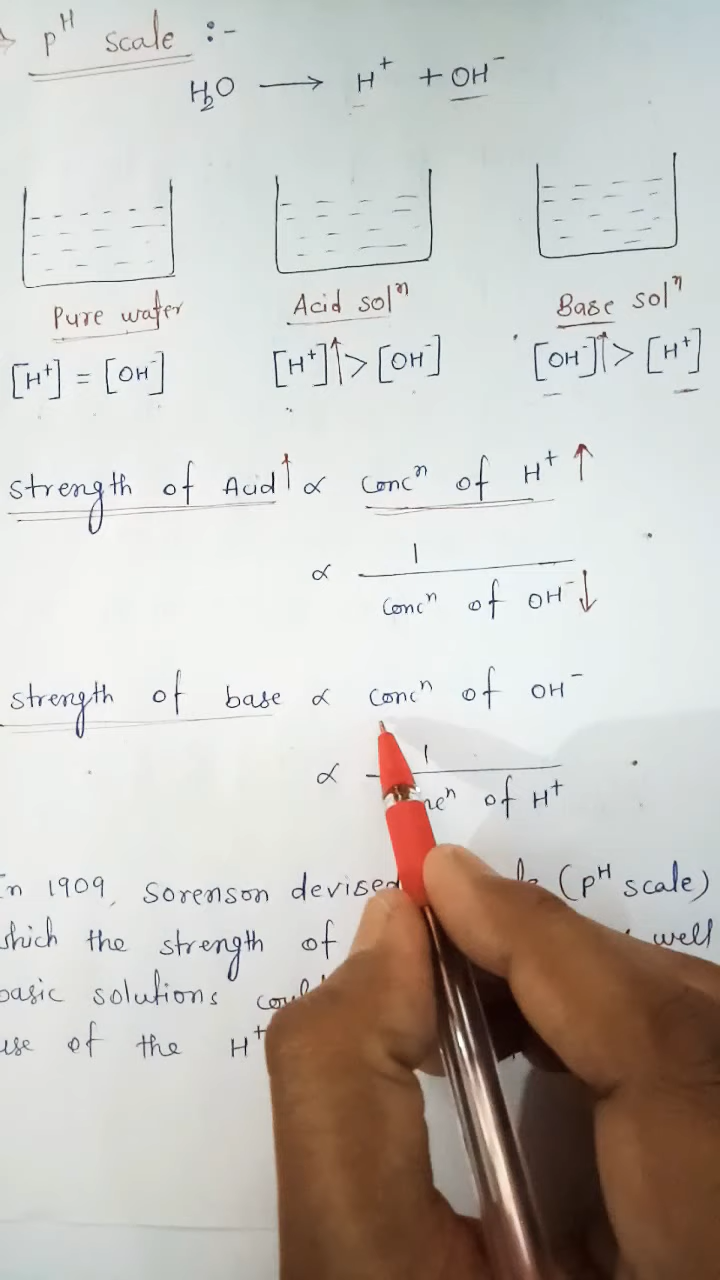 pᴴ scale :-
H₂O ⟶ H⁺ + OH⁻
Pure water Acid solⁿ Base solⁿ
[H⁺] = [OH⁻] [H⁺]↑ > [OH⁻] [OH⁻]↑ > [H⁺]
Strength of Acid↑ ∝ Concⁿ of H⁺ ↑
∝ 1
Concⁿ of OH⁻↓
Strength of base ∝ Concⁿ of OH⁻
∝ 1
of H⁺
In 1909, Sorenson (pᴴ scale)
which the strength of well
basic solutions
use of the H⁺